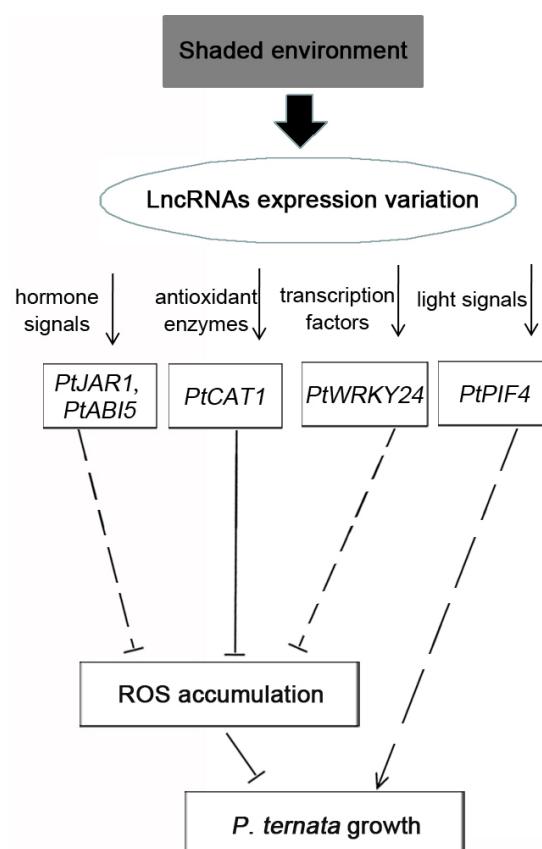 Shaded environment
LncRNAs expression variation
hormone
signals
antioxidant
enzymes
transcription
factors
light signals
PtJAR1,
PtABI5
PtCAT1
PtWRKY24
PtPIF4
ROS accumulation
P. ternata growth